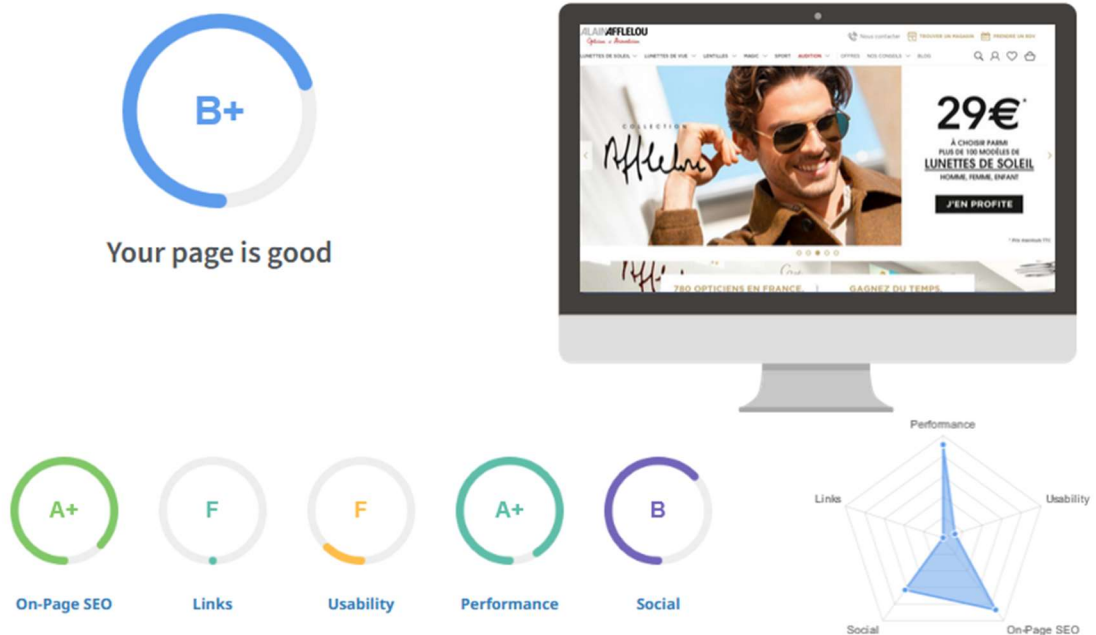 B+
Your page is good
ALAIN AFFLELOU
Opticien & Acousticien
Nous contacter TROUVER UN MAGASIN PRENDRE UN RDV
LUNETTES DE SOLEIL LUNETTES DE VUE LENTILLES MAGIC SPORT AUDITION OFFRES NOS CONSEILS BLOG
COLLECTION
Afflelou
29€*
À CHOISIR PARMI
PLUS DE 100 MODÈLES DE
LUNETTES DE SOLEIL
HOMME, FEMME, ENFANT
J'EN PROFITE
780 OPTICIENS EN FRANCE.
GAGNEZ DU TEMPS.
A+
F
F
A+
B
On-Page SEO
Links
Usability
Performance
Social
Performance
Links
Usability
Social
On-Page SEO